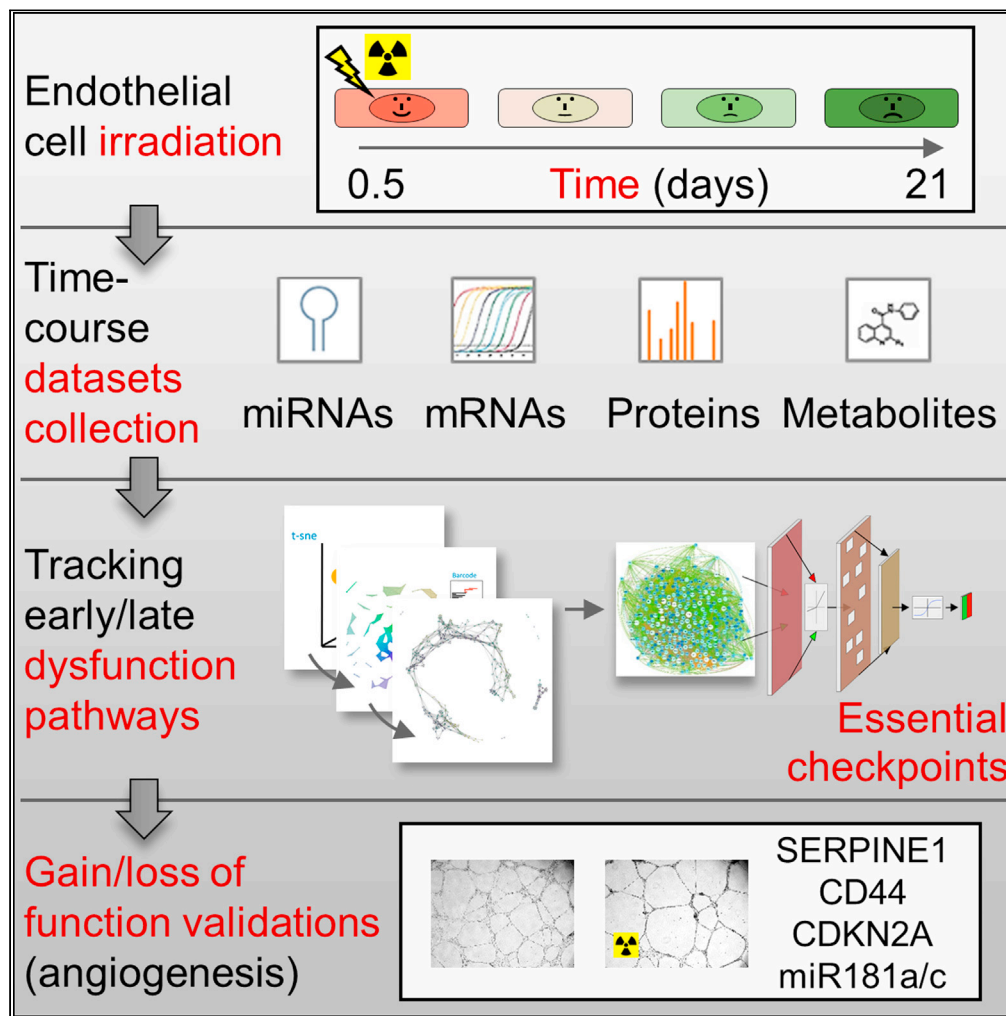 Endothelial
cell irradiation
0.5
Time (days)
21
Time-
course
datasets
collection
miRNAs
mRNAs
Proteins
Metabolites
Tracking
early/late
dysfunction
pathways
t-sne
Barcode
Essential
checkpoints
Gain/loss of
function validations
(angiogenesis)
SERPINE1
CD44
CDKN2A
miR181a/c